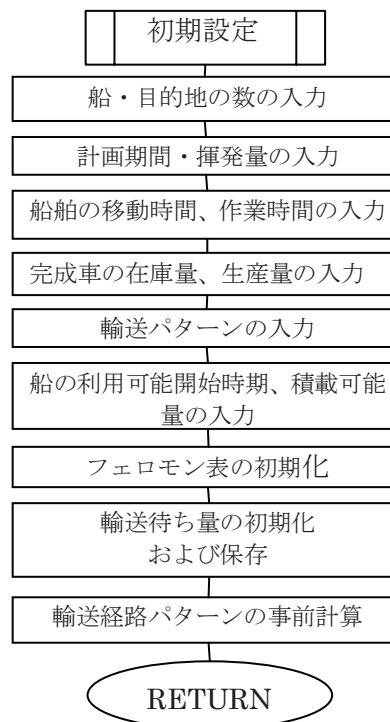 初期設定
船・目的地の数の入力
計画期間・揮発量の入力
船舶の移動時間、作業時間の入力
完成車の在庫量、生産量の入力
輸送パターンの入力
船の利用可能開始時期、積載可能
量の入力
フェロモン表の初期化
輸送待ち量の初期化
および保存
輸送経路パターンの事前計算
RETURN